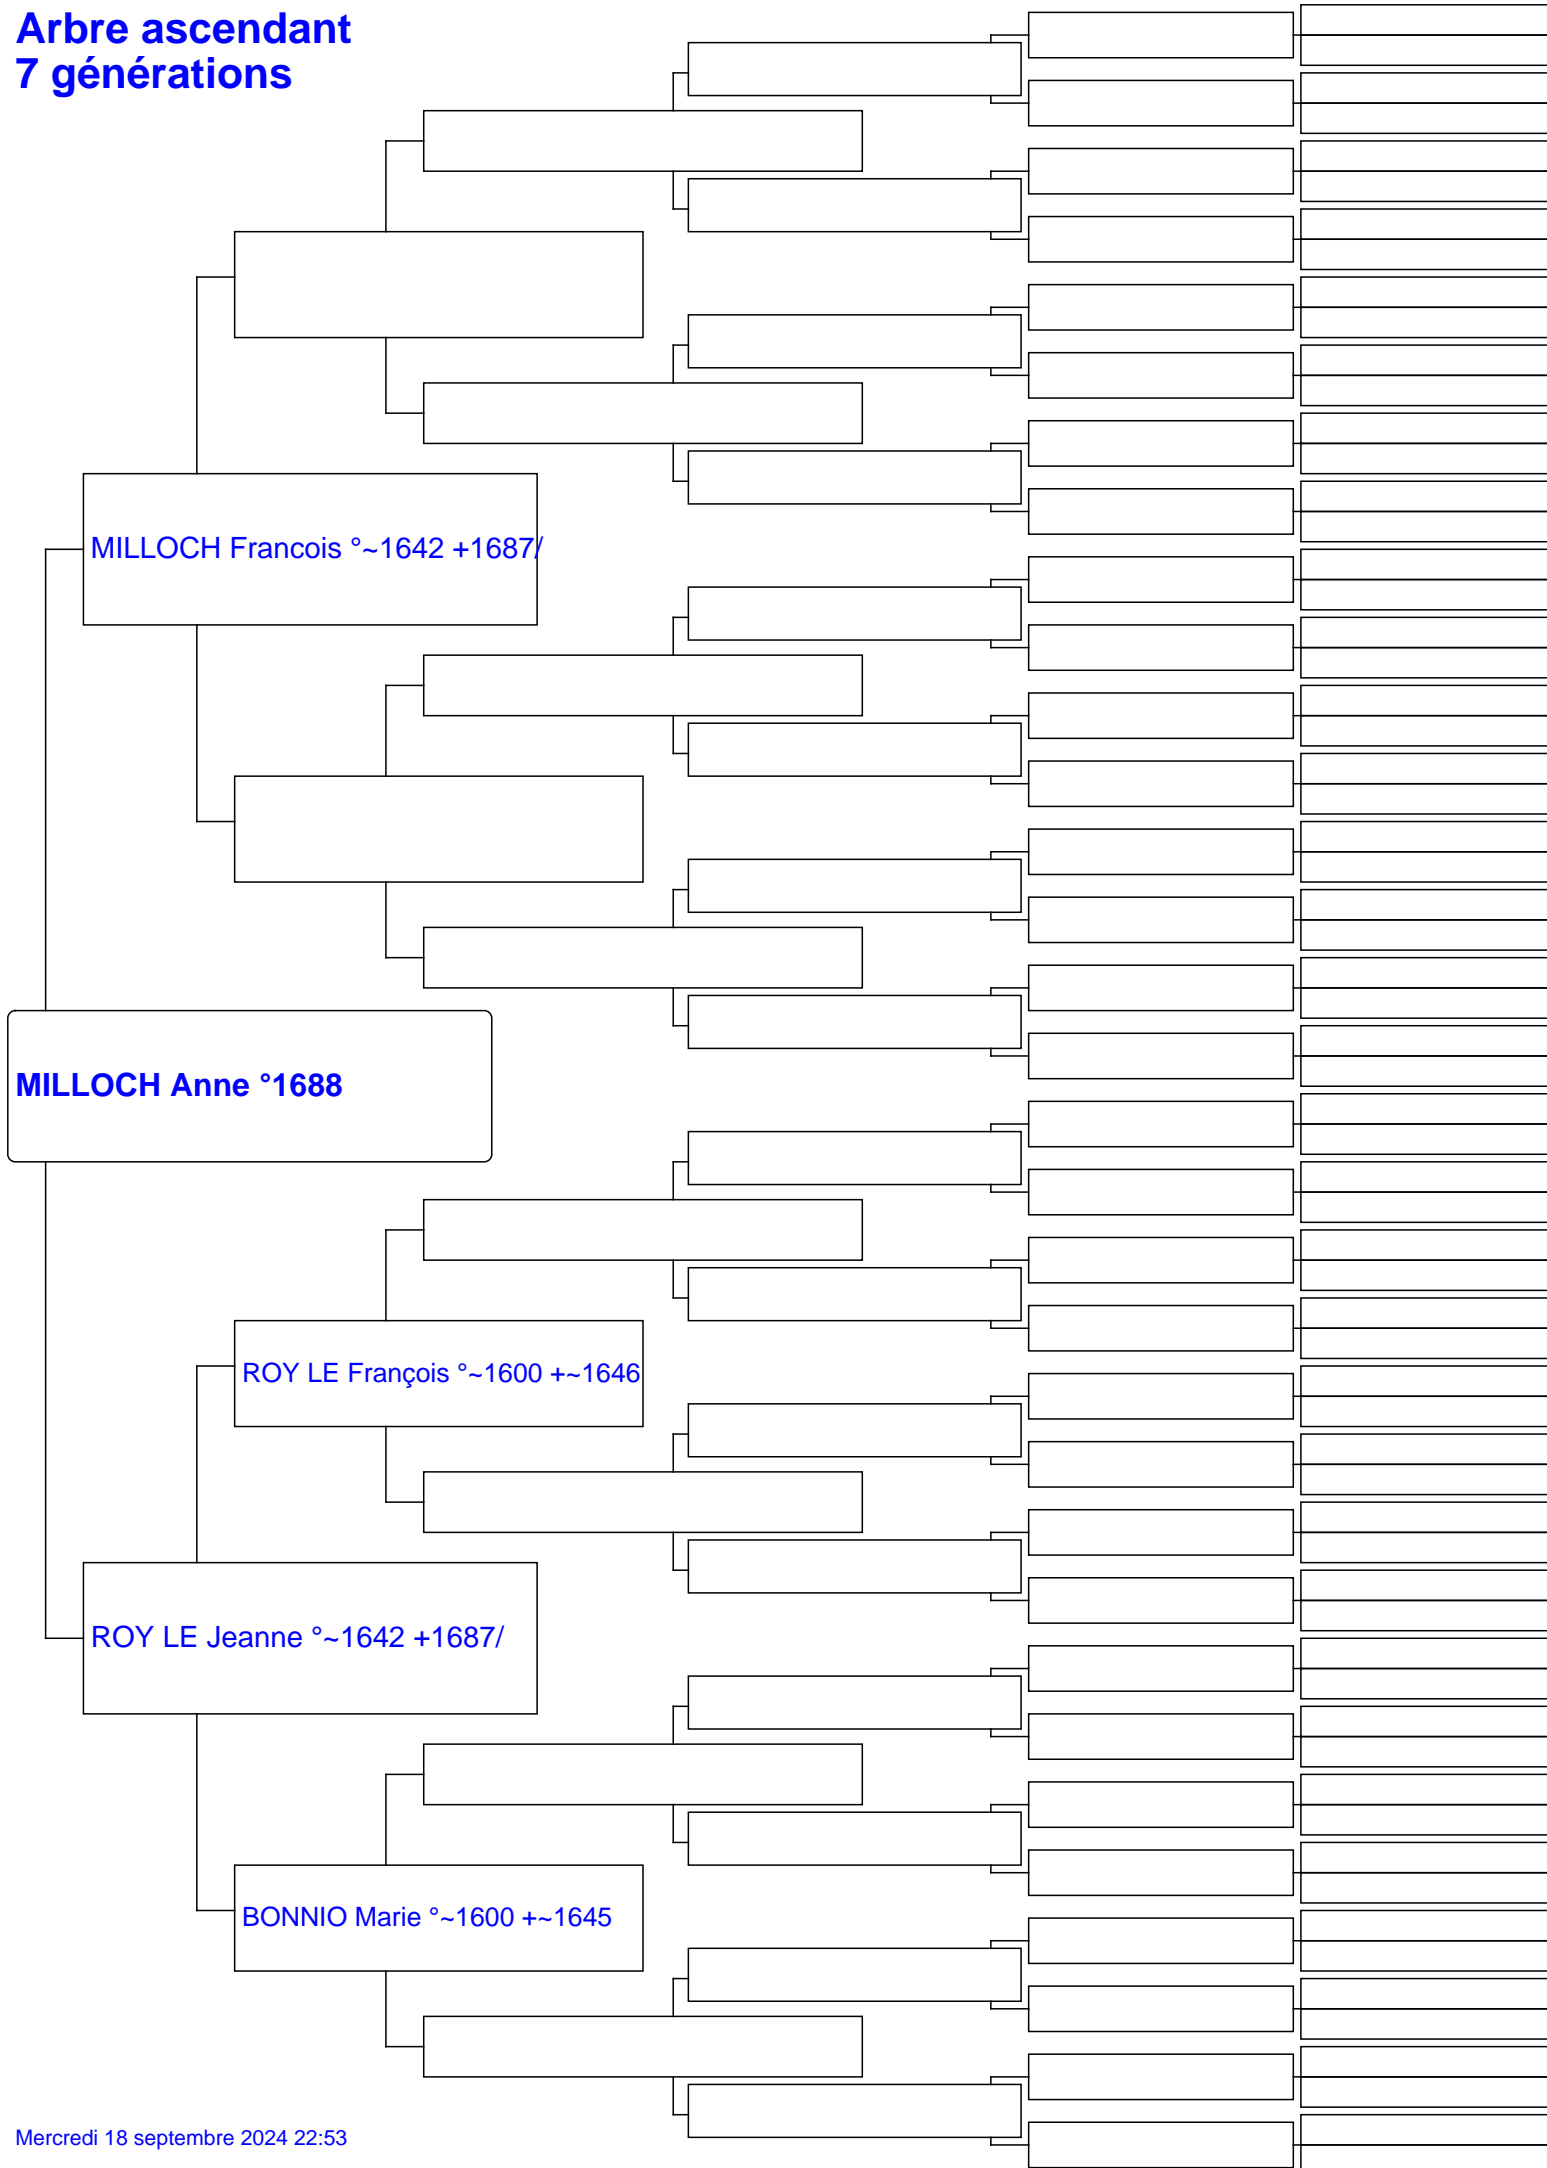 Arbre ascendant
7 générations
MILLOCH Francois °~1642 +1687/
MILLOCH Anne °1688
ROY LE François °~1600 +~1646
ROY LE Jeanne °~1642 +1687/
BONNIO Marie °~1600 +~1645
Mercredi 18 septembre 2024 22:53